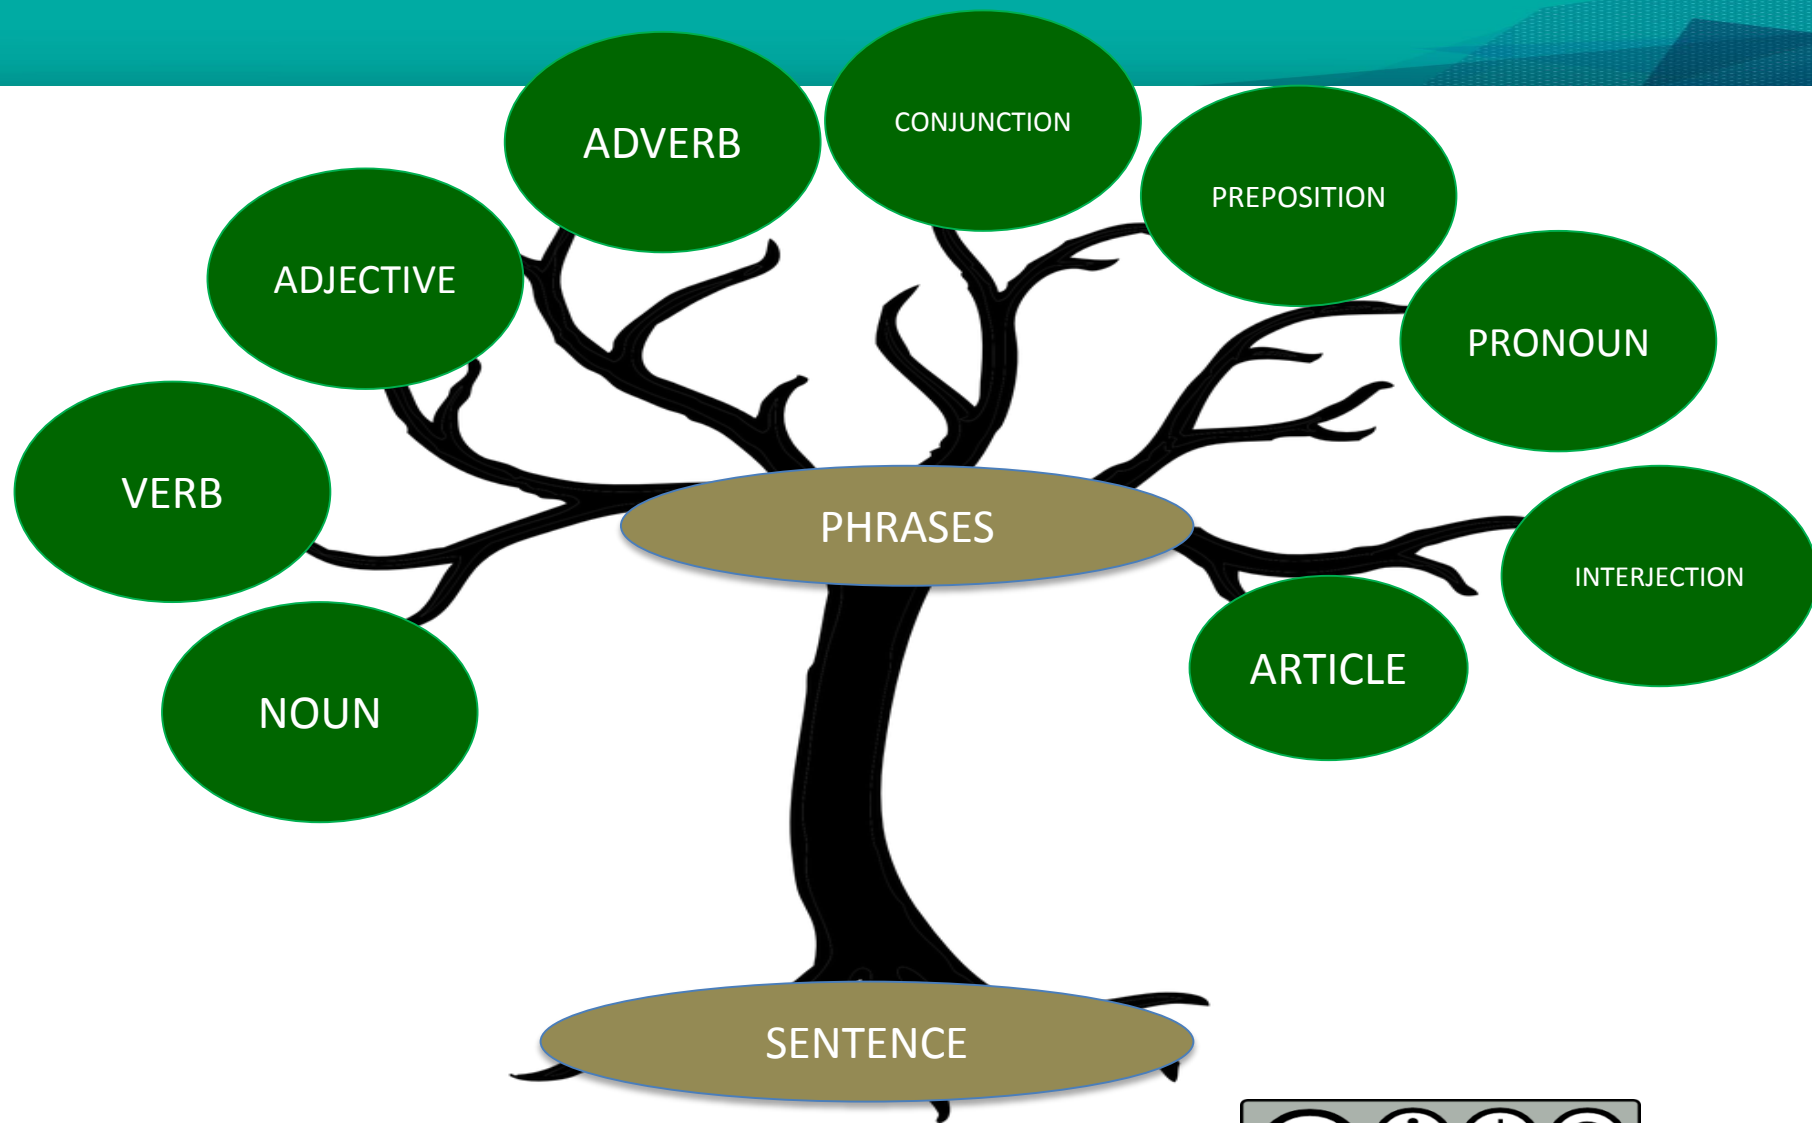 ADVERB
CONJUNCTION
PREPOSITION
ADJECTIVE
PRONOUN
VERB
PHRASES
INTERJECTION
ARTICLE
NOUN
SENTENCE